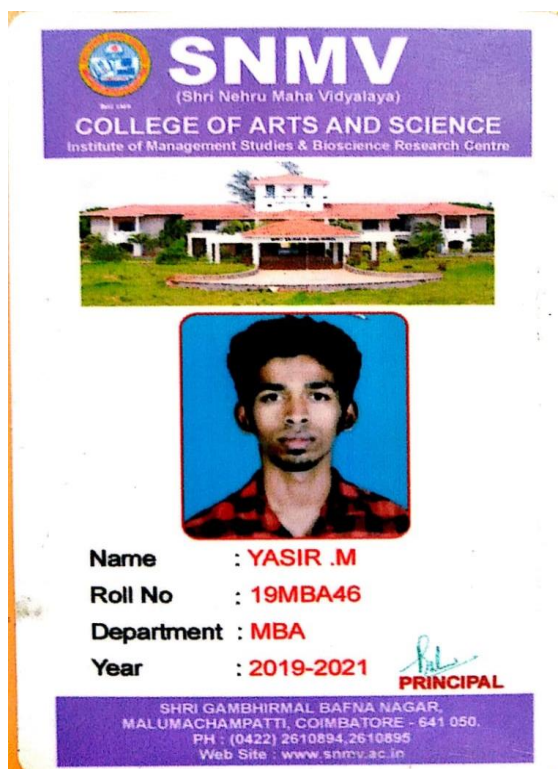 SNMV
(Shri Nehru Maha Vidyalaya)
COLLEGE OF ARTS AND SCIENCE
Institute of Management Studies & Bioscience Research Centre
Name : YASIR .M
Roll No : 19MBA46
Department : MBA
Year : 2019-2021
PRINCIPAL
SHRI GAMBHIRMAL BAFNA NAGAR,
MALUMACHAMPATTI, COIMBATORE - 641 050.
PH : (0422) 2610894,2610895
Web Site : www.snmv.ac.in